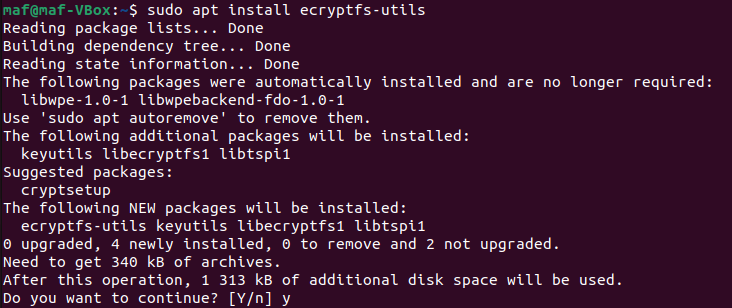 maf@maf-VBox:~$ sudo apt install ecryptfs-utils
Reading package lists... Done
Building dependency tree... Done
Reading state information... Done
The following packages were automatically installed and are no longer required:
  libwpe-1.0-1 libwpebackend-fdo-1.0-1
Use 'sudo apt autoremove' to remove them.
The following additional packages will be installed:
  keyutils libecryptfs1 libtspi1
Suggested packages:
  cryptsetup
The following NEW packages will be installed:
  ecryptfs-utils keyutils libecryptfs1 libtspi1
0 upgraded, 4 newly installed, 0 to remove and 2 not upgraded.
Need to get 340 kB of archives.
After this operation, 1 313 kB of additional disk space will be used.
Do you want to continue? [Y/n] y